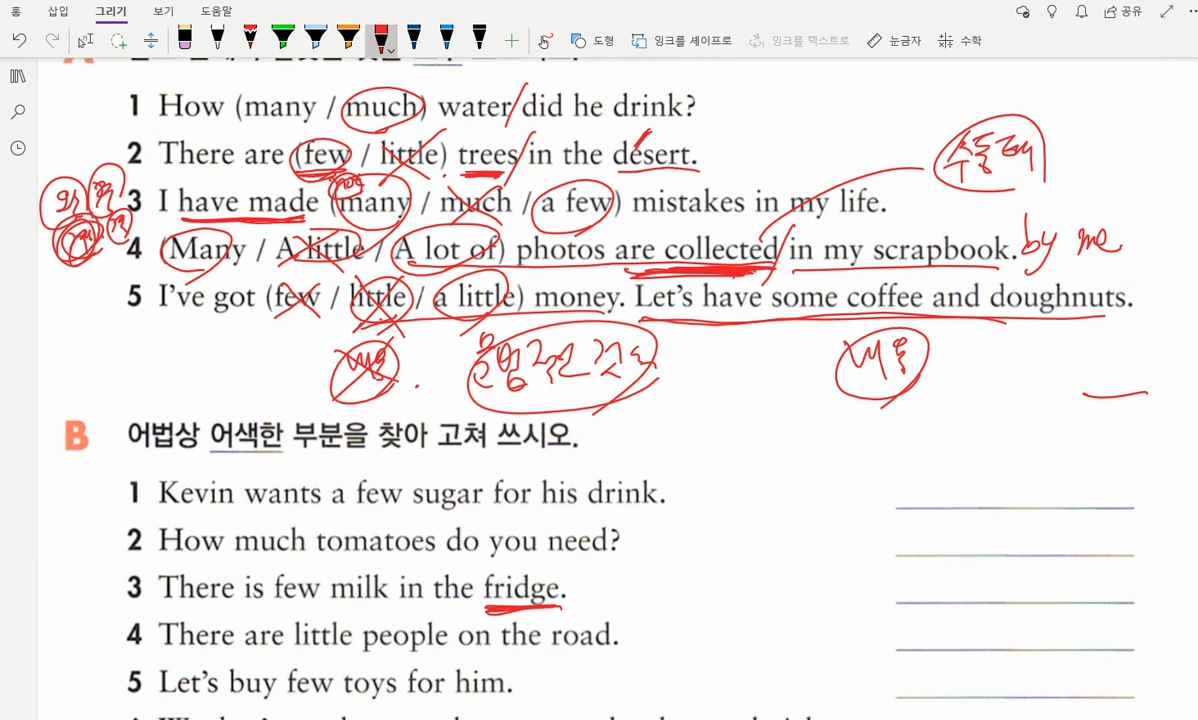 홈 삽입 그리기 보기 도움말
공유
도형 잉크를 셰이프로 잉크를 텍스트로 눈금자 수학
1 How (many / much) water did he drink?
2 There are (few / little) trees in the desert.
수동태
3 I have made (many / much / a few) mistakes in my life.
4 (Many / A little / A lot of) photos are collected in my scrapbook. by me
5 I've got (few / little / a little) money. Let's have some coffee and doughnuts.
내용
B 어법상 어색한 부분을 찾아 고쳐 쓰시오.
1 Kevin wants a few sugar for his drink.
2 How much tomatoes do you need?
3 There is few milk in the fridge.
4 There are little people on the road.
5 Let's buy few toys for him.